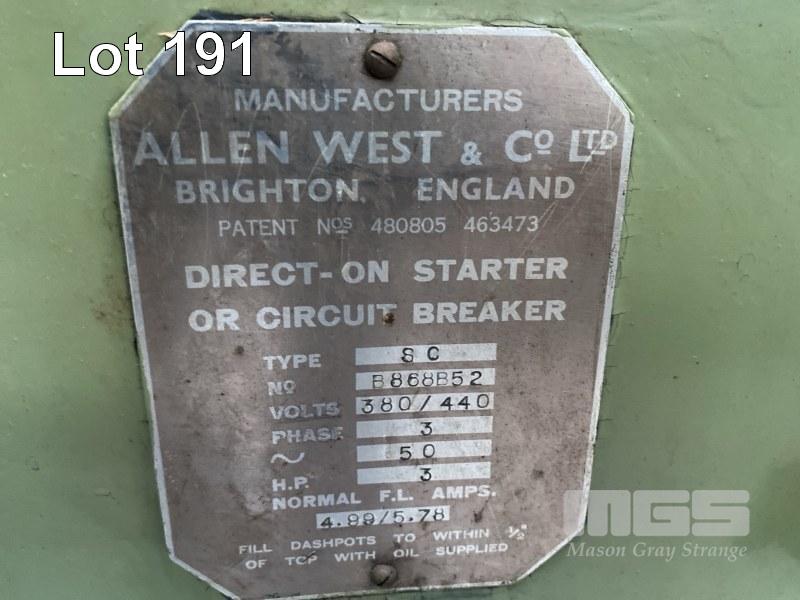 Lot 191
MANUFACTURERS
ALLEN WEST & Cº LTD
BRIGHTON, ENGLAND
PATENT Nos 480805 463473
DIRECT-ON STARTER
OR CIRCUIT BREAKER
TYPE SC
Nº B868B52
VOLTS 380/440
PHASE 3
~ 50
H.P. 3
NORMAL F.L. AMPS.
4.99/5.78
FILL DASHPOTS TO WITHIN ½"
OF TOP WITH OIL SUPPLIED
MGS
Mason Gray Strange